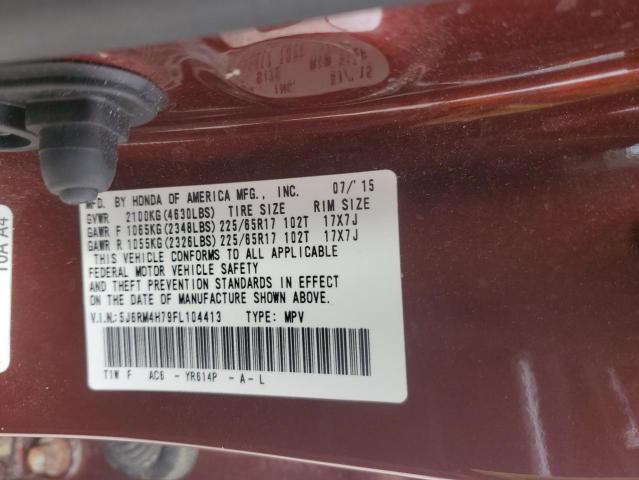 MFD. BY HONDA OF AMERICA MFG., INC. 07/'15
GVWR 2100KG(4630LBS) TIRE SIZE RIM SIZE
GAWR F 1065KG(2348LBS) 225/65R17 102T 17X7J
GAWR R 1055KG(2326LBS) 225/65R17 102T 17X7J
THIS VEHICLE CONFORMS TO ALL APPLICABLE
FEDERAL MOTOR VEHICLE SAFETY
AND THEFT PREVENTION STANDARDS IN EFFECT
ON THE DATE OF MANUFACTURE SHOWN ABOVE.
V.I.N.:5J6RM4H79FL104413 TYPE: MPV
T1W F AC6 - YR614P - A - L
10A A4